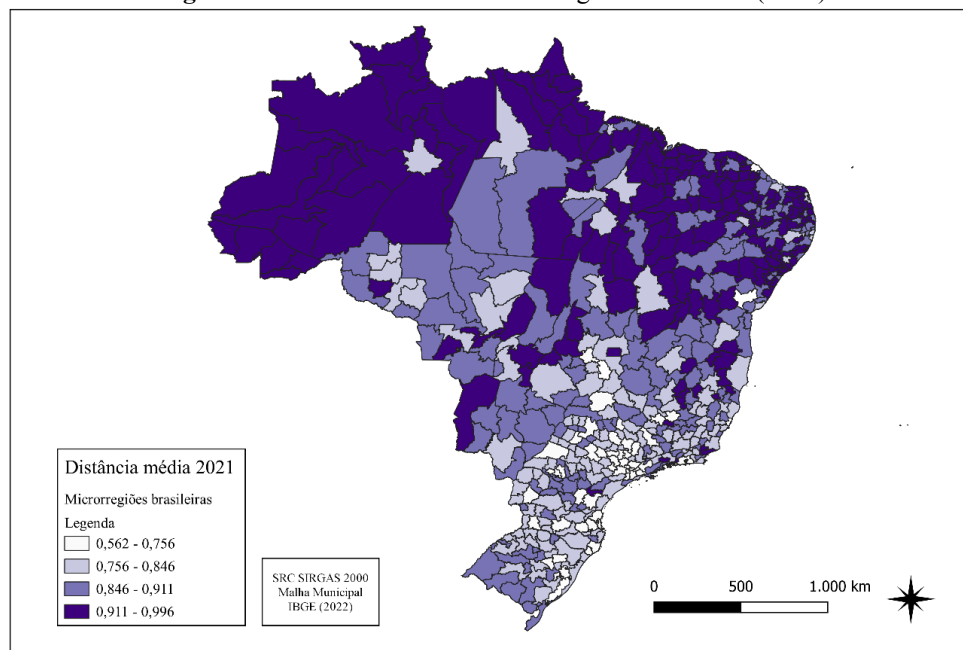 Distância média 2021
Microrregiões brasileiras
Legenda
0,562 - 0,756
0,756 - 0,846
0,846 - 0,911
0,911 - 0,996
SRC SIRGAS 2000
Malha Municipal
IBGE (2022)
0 500 1.000 km